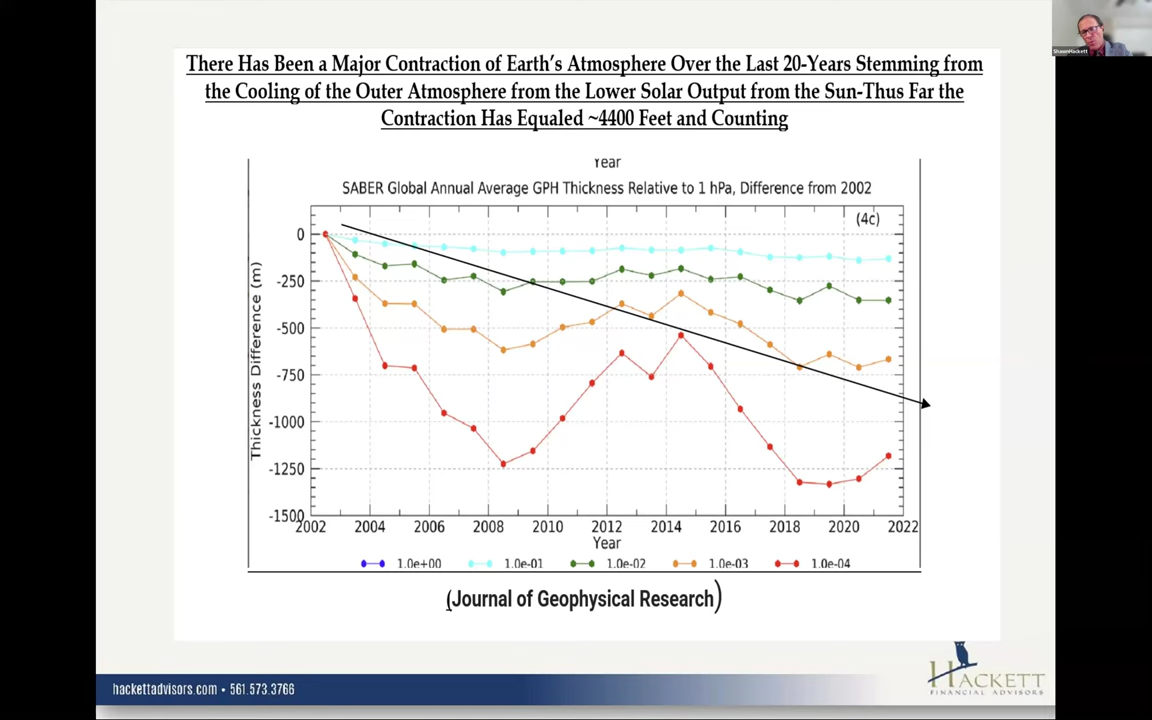 ShawnHackett
There Has Been a Major Contraction of Earth's Atmosphere Over the Last 20-Years Stemming from
the Cooling of the Outer Atmosphere from the Lower Solar Output from the Sun-Thus Far the
Contraction Has Equaled ~4400 Feet and Counting
Year
SABER Global Annual Average GPH Thickness Relative to 1 hPa, Difference from 2002
(4c)
Thickness Difference (m)
0
-250
-500
-750
-1000
-1250
-1500
2002 2004 2006 2008 2010 2012 2014 2016 2018 2020 2022
Year
1.0e+00 1.0e-01 1.0e-02 1.0e-03 1.0e-04
(Journal of Geophysical Research)
hackettadvisors.com • 561.573.3766
HACKETT
FINANCIAL ADVISORS